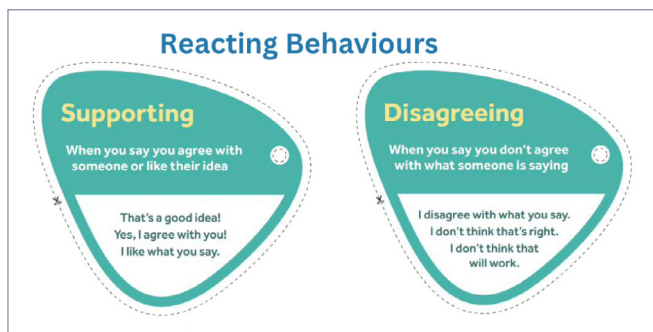 Reacting Behaviours
Supporting
When you say you agree with
someone or like their idea
That's a good idea!
Yes, I agree with you!
I like what you say.
Disagreeing
When you say you don't agree
with what someone is saying
I disagree with what you say.
I don't think that's right.
I don't think that
will work.